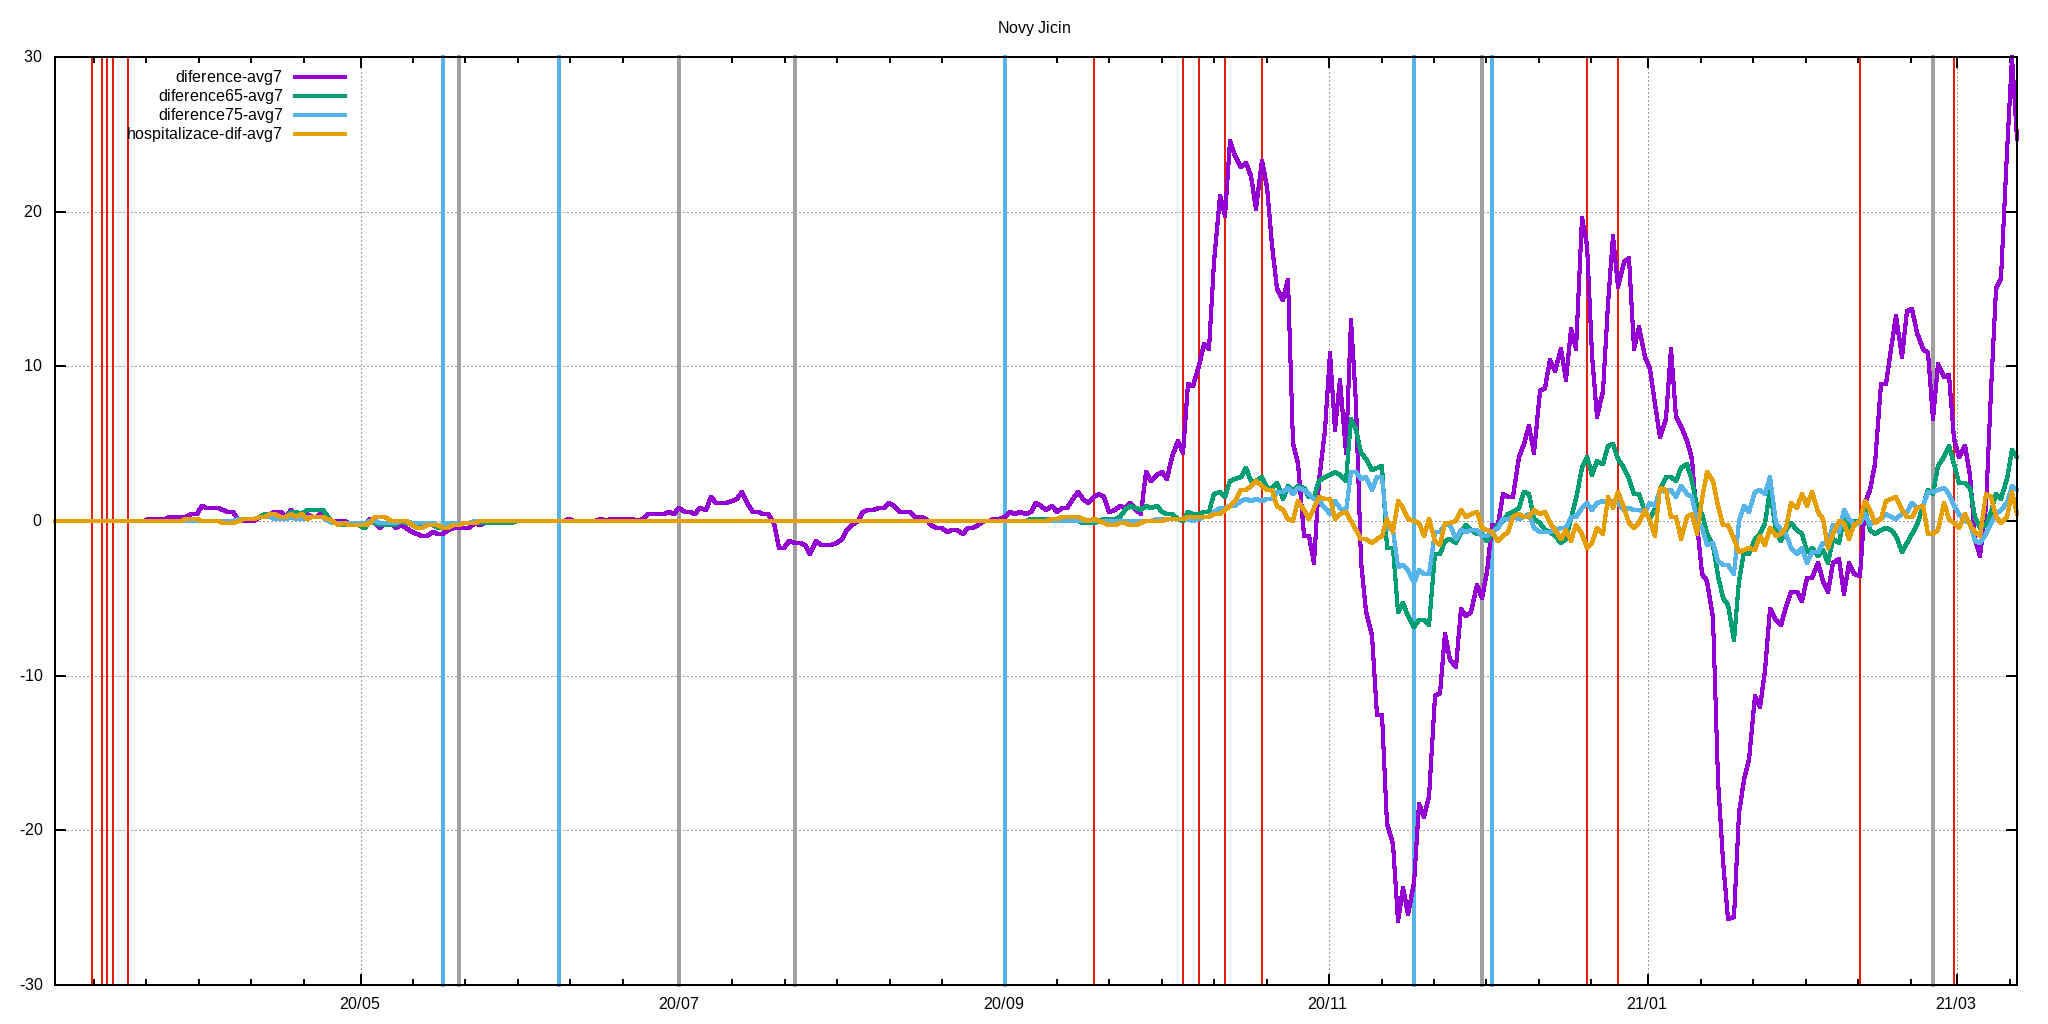 Novy Jicin
30
20
10
0
-10
-20
-30
diference-avg7
diference65-avg7
diference75-avg7
hospitalizace-dif-avg7
20/05
20/07
20/09
20/11
21/01
21/03